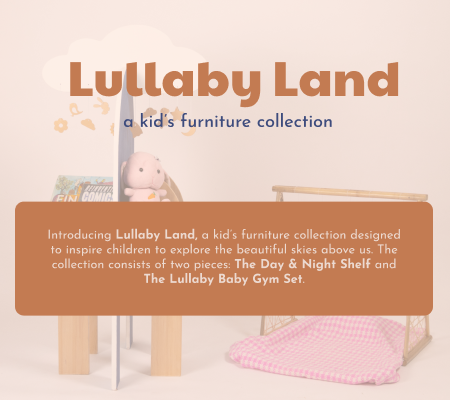 Lullaby Land
a kid's furniture collection
Introducing Lullaby Land, a kid's furniture collection designed
to inspire children to explore the beautiful skies above us. The
collection consists of two pieces: The Day & Night Shelf and
The Lullaby Baby Gym Set.